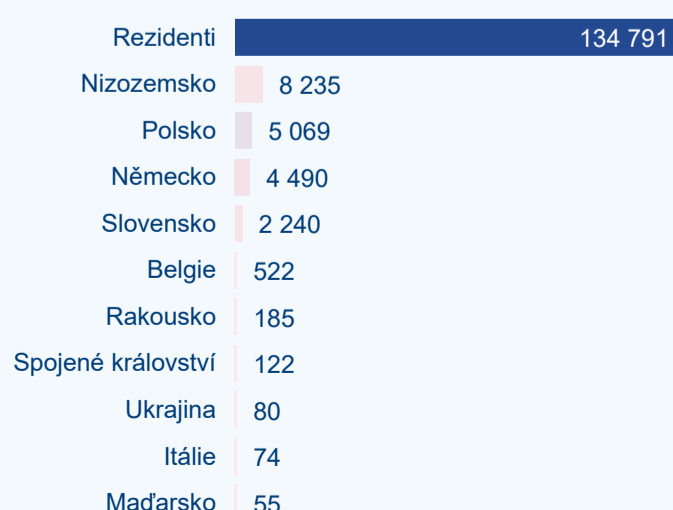 Rezidenti 134 791
Nizozemsko 8 235
Polsko 5 069
Německo 4 490
Slovensko 2 240
Belgie 522
Rakousko 185
Spojené království 122
Ukrajina 80
Itálie 74
Maďarsko 55